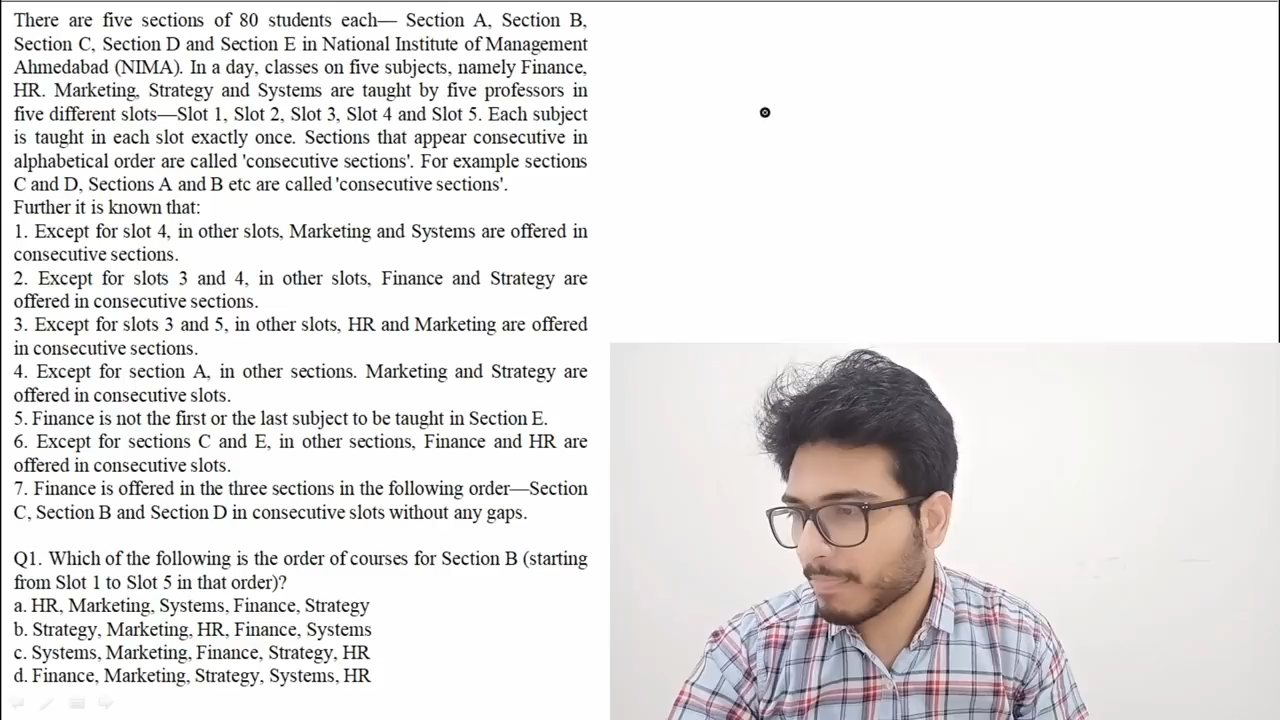 There are five sections of 80 students each— Section A, Section B,
Section C, Section D and Section E in National Institute of Management
Ahmedabad (NIMA). In a day, classes on five subjects, namely Finance,
HR. Marketing, Strategy and Systems are taught by five professors in
five different slots—Slot 1, Slot 2, Slot 3, Slot 4 and Slot 5. Each subject
is taught in each slot exactly once. Sections that appear consecutive in
alphabetical order are called 'consecutive sections'. For example sections
C and D, Sections A and B etc are called 'consecutive sections'.
Further it is known that:
1. Except for slot 4, in other slots, Marketing and Systems are offered in
consecutive sections.
2. Except for slots 3 and 4, in other slots, Finance and Strategy are
offered in consecutive sections.
3. Except for slots 3 and 5, in other slots, HR and Marketing are offered
in consecutive sections.
4. Except for section A, in other sections. Marketing and Strategy are
offered in consecutive slots.
5. Finance is not the first or the last subject to be taught in Section E.
6. Except for sections C and E, in other sections, Finance and HR are
offered in consecutive slots.
7. Finance is offered in the three sections in the following order—Section
C, Section B and Section D in consecutive slots without any gaps.
Q1. Which of the following is the order of courses for Section B (starting
from Slot 1 to Slot 5 in that order)?
a. HR, Marketing, Systems, Finance, Strategy
b. Strategy, Marketing, HR, Finance, Systems
c. Systems, Marketing, Finance, Strategy, HR
d. Finance, Marketing, Strategy, Systems, HR